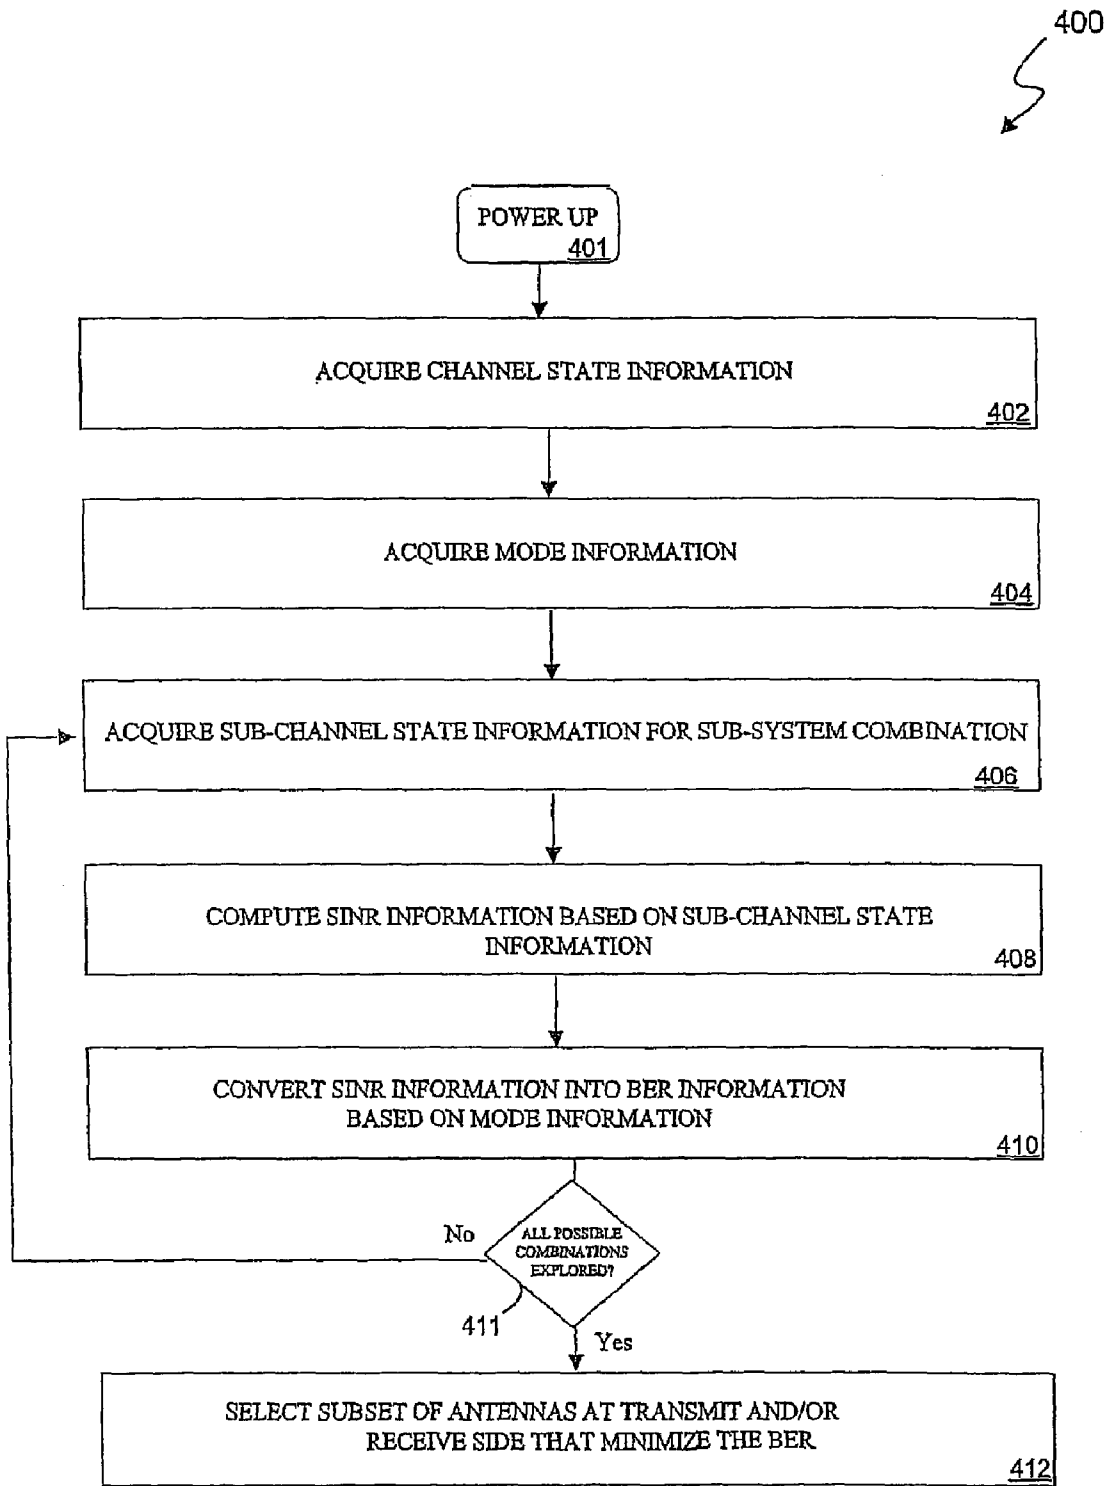 400
POWER UP
401
ACQUIRE CHANNEL STATE INFORMATION
402
ACQUIRE MODE INFORMATION
404
ACQUIRE SUB-CHANNEL STATE INFORMATION FOR SUB-SYSTEM COMBINATION
406
COMPUTE SINR INFORMATION BASED ON SUB-CHANNEL STATE
INFORMATION
408
CONVERT SINR INFORMATION INTO BER INFORMATION
BASED ON MODE INFORMATION
410
No
ALL POSSIBLE
COMBINATIONS
EXPLORED?
411
Yes
SELECT SUBSET OF ANTENNAS AT TRANSMIT AND/OR
RECEIVE SIDE THAT MINIMIZE THE BER
412